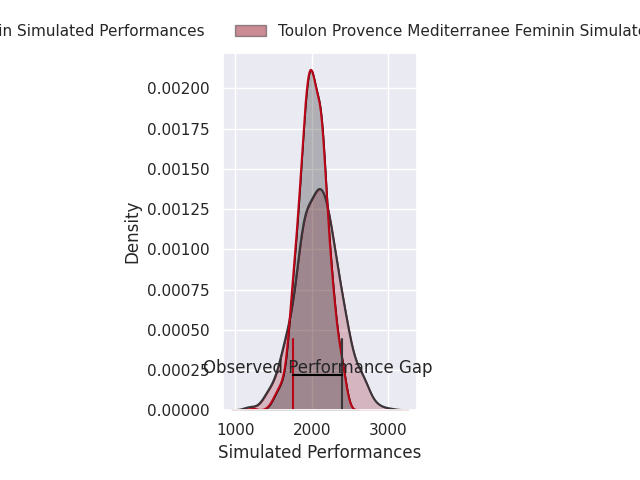 in Simulated Performances
Toulon Provence Mediterranee Feminin Simulate
0.00200
0.00175
0.00150
0.00125
0.00100
0.00075
0.00050
0.00025
0.00000
Density
Observed Performance Gap
1000 2000 3000
Simulated Performances